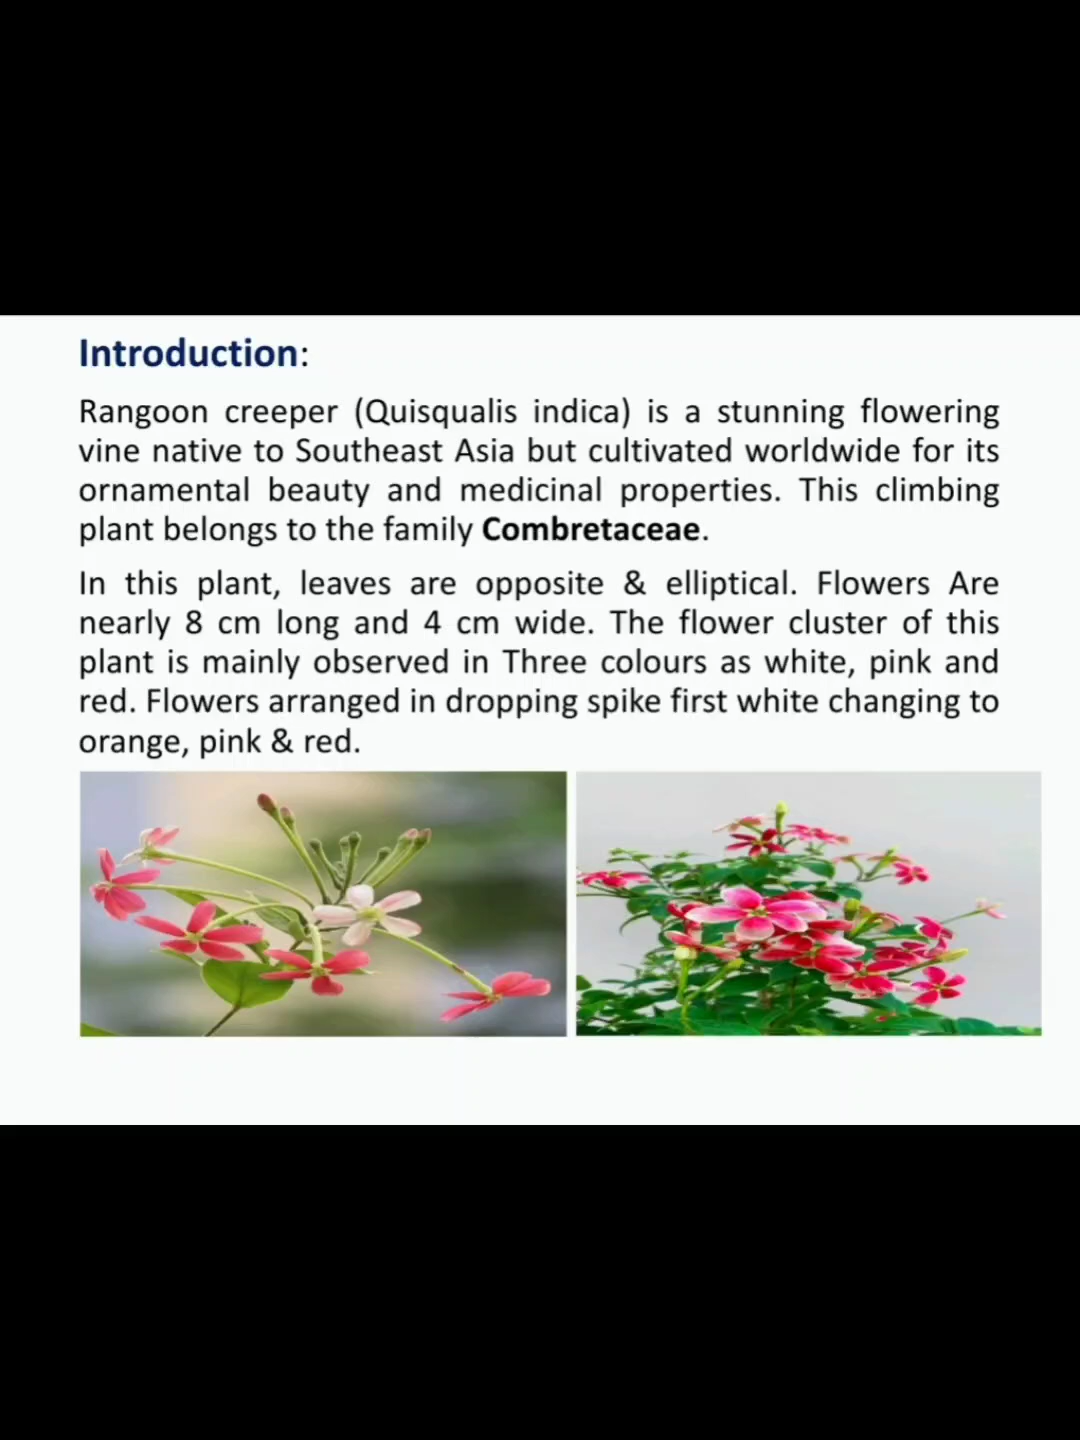 Introduction:
Rangoon creeper (Quisqualis indica) is a stunning flowering
vine native to Southeast Asia but cultivated worldwide for its
ornamental beauty and medicinal properties. This climbing
plant belongs to the family Combretaceae.
In this plant, leaves are opposite & elliptical. Flowers Are
nearly 8 cm long and 4 cm wide. The flower cluster of this
plant is mainly observed in Three colours as white, pink and
red. Flowers arranged in dropping spike first white changing to
orange, pink & red.